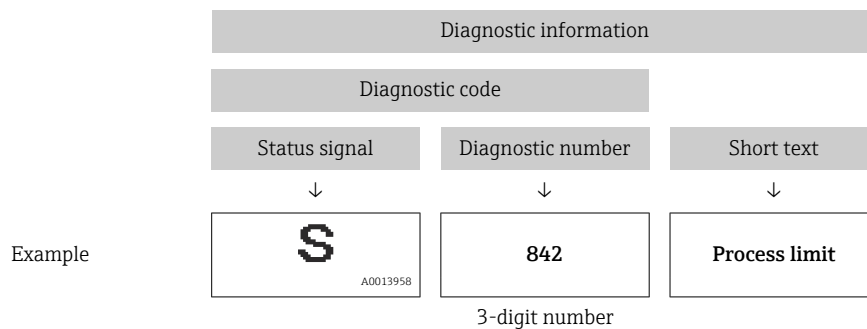 Diagnostic information
Diagnostic code
Status signal Diagnostic number Short text
↓ ↓ ↓
Example S 842 Process limit
A0013958
3-digit number